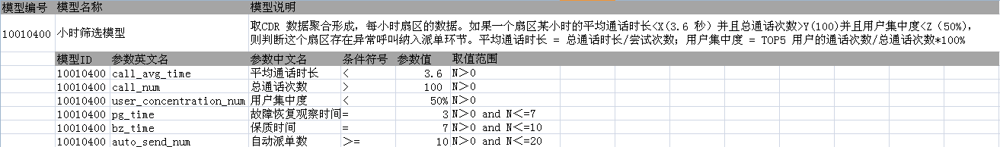 模型编号 模型名称 模型说明
10010400 小时筛选模型 取CDR 数据聚合形成，每小时扇区的数据。如果一个扇区某小时的平均通话时长<X(3.6 秒）并且总通话次数>Y(100)并且用户集中度<Z（50%)，
则判断这个扇区存在异常呼叫纳入派单环节。平均通话时长 = 总通话时长/尝试次数；用户集中度 = TOP5 用户的通话次数/总通话次数*100%
模型ID 参数英文名 参数中文名 条件符号 参数值 取值范围
10010400 call_avg_time 平均通话时长 < 3.6 N＞0
10010400 call_num 总通话次数 > 100 N＞0
10010400 user_concentration_num 用户集中度 < 50% N＞0
10010400 pg_time 故障恢复观察时间 = 3 N＞0 and N＜=7
10010400 bz_time 保质时间 = 7 N＞0 and N＜=10
10010400 auto_send_num 自动派单数 >= 10 N＞0 and N＜=20